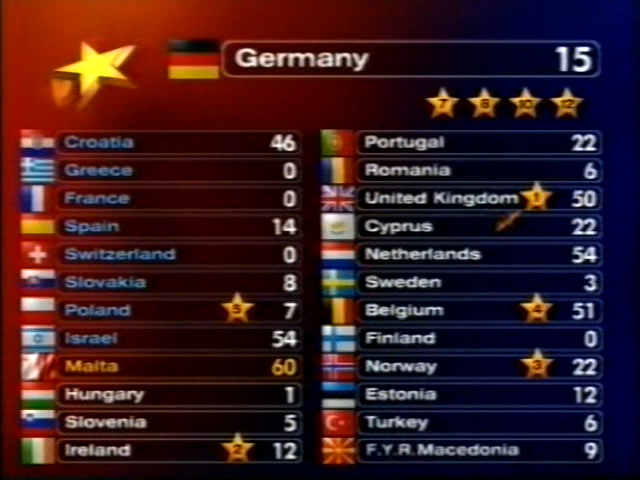 Germany 15
7 8 10 12
Croatia 46
Greece 0
France 0
Spain 14
Switzerland 0
Slovakia 8
Poland 5 7
Israel 54
Malta 60
Hungary 1
Slovenia 5
Ireland 2 12
Portugal 22
Romania 6
United Kingdom 1 50
Cyprus 22
Netherlands 54
Sweden 3
Belgium 4 51
Finland 0
Norway 3 22
Estonia 12
Turkey 6
F.Y.R.Macedonia 9